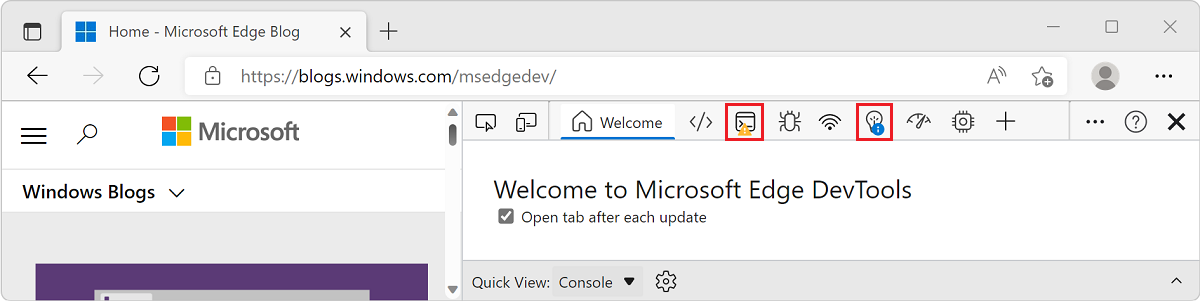 Home - Microsoft Edge Blog
https://blogs.windows.com/msedgedev/
Microsoft
Welcome
Windows Blogs
Welcome to Microsoft Edge DevTools
Open tab after each update
Quick View: Console